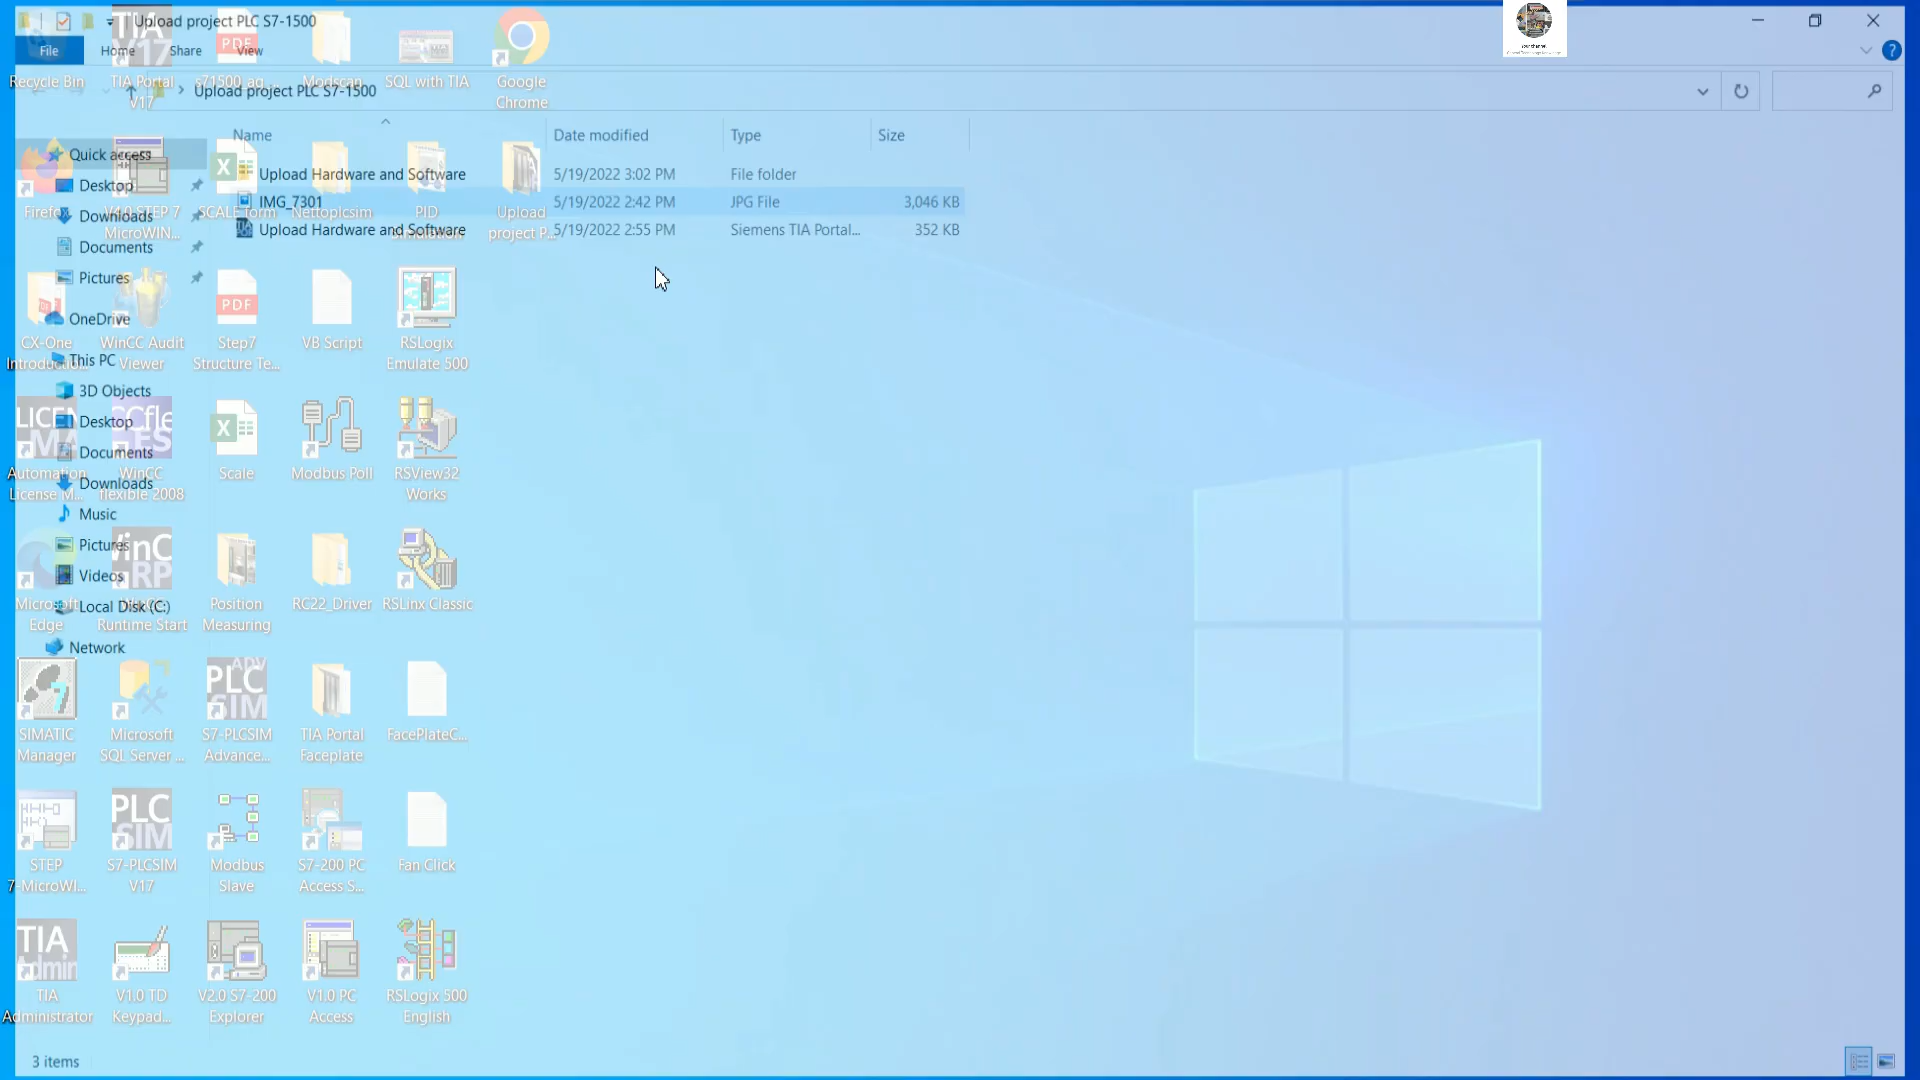 Upload project PLC S7-1500
File Home Share View
Upload project PLC S7-1500
Name Date modified Type Size
Upload Hardware and Software 5/19/2022 3:02 PM File folder
IMG_7301 5/19/2022 2:42 PM JPG File 3,046 KB
Upload Hardware and Software 5/19/2022 2:55 PM Siemens TIA Portal... 352 KB
Quick access
Desktop
Downloads
Documents
Pictures
OneDrive
This PC
3D Objects
Desktop
Documents
Downloads
Music
Pictures
Videos
Local Disk (C:)
Network
3 items
Your channel
Recycle Bin
TIA Portal
V17
s71500_ag...
Modscan
SQL with TIA
Google
Chrome
Firefox
V4.0 STEP 7
MicroWIN...
SCALE form
Nettoplcsim
PID
Upload
project P...
CX-One
Introductio...
WinCC Audit
Viewer
Step7
Structure Te...
VB Script
RSLogix
Emulate 500
Automation
License M...
WinCC
flexible 2008
Scale
Modbus Poll
RSView32
Works
Microsoft
Edge
Runtime Start
Position
Measuring
RC22_Driver
RSLinx Classic
SIMATIC
Manager
Microsoft
SQL Server ...
S7-PLCSIM
Advance...
TIA Portal
Faceplate
FacePlateC...
STEP
7-MicroWI...
S7-PLCSIM
V17
Modbus
Slave
S7-200 PC
Access S...
Fan Click
TIA
Administrator
V1.0 TD
Keypad...
V2.0 S7-200
Explorer
V1.0 PC
Access
RSLogix 500
English